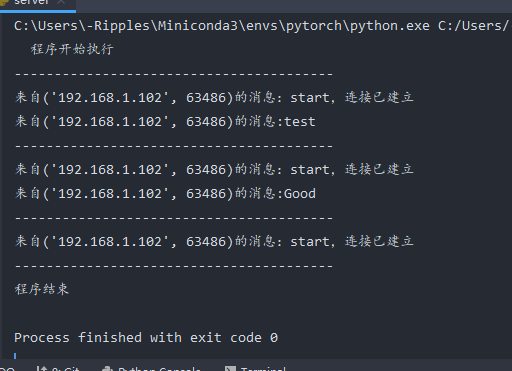 server
C:\Users\-Ripples\Miniconda3\envs\pytorch\python.exe C:/Users/
程序开始执行
----------------------------------------
来自('192.168.1.102', 63486)的消息: start, 连接已建立
来自('192.168.1.102', 63486)的消息:test
----------------------------------------
来自('192.168.1.102', 63486)的消息: start, 连接已建立
来自('192.168.1.102', 63486)的消息:Good
----------------------------------------
来自('192.168.1.102', 63486)的消息: start, 连接已建立
----------------------------------------
程序结束
Process finished with exit code 0
9: Git Python Console Terminal